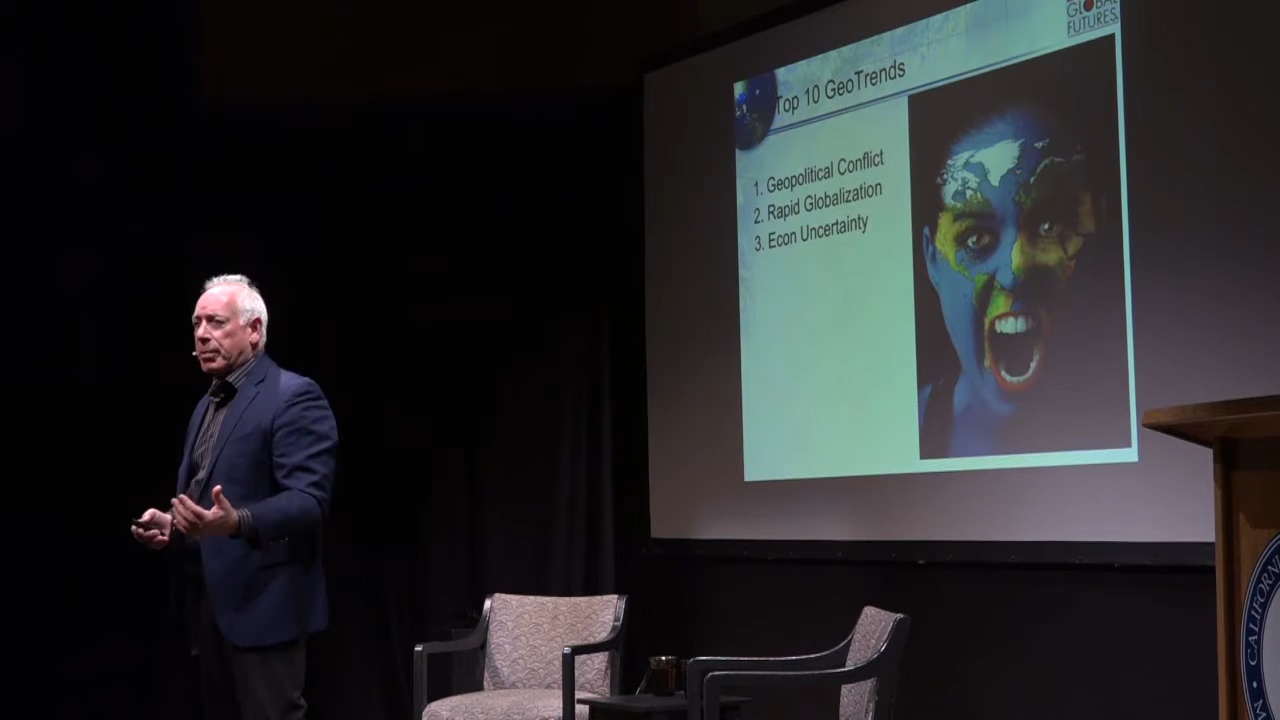 GLOBAL
FUTURES
Top 10 GeoTrends
1. Geopolitical Conflict
2. Rapid Globalization
3. Econ Uncertainty